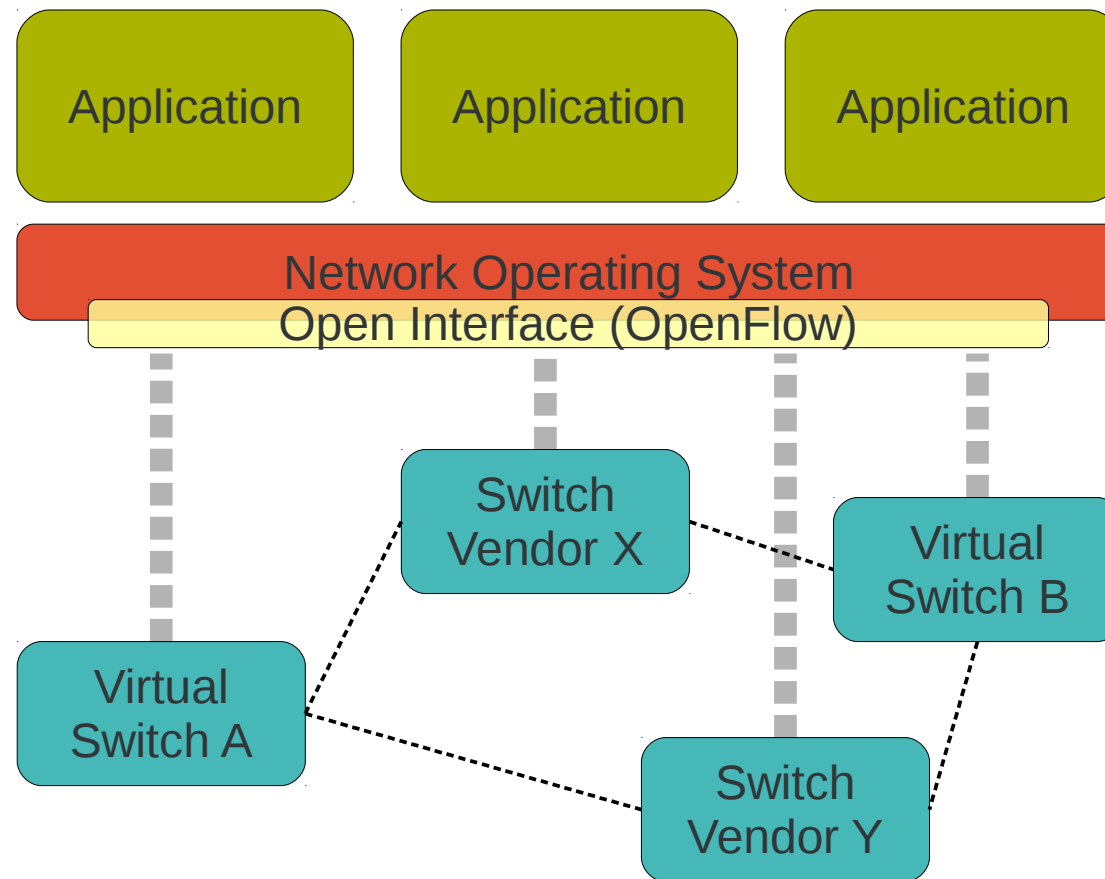 Application
Application
Application
Network Operating System
Open Interface (OpenFlow)
Switch
Vendor X
Virtual
Switch B
Virtual
Switch A
Switch
Vendor Y